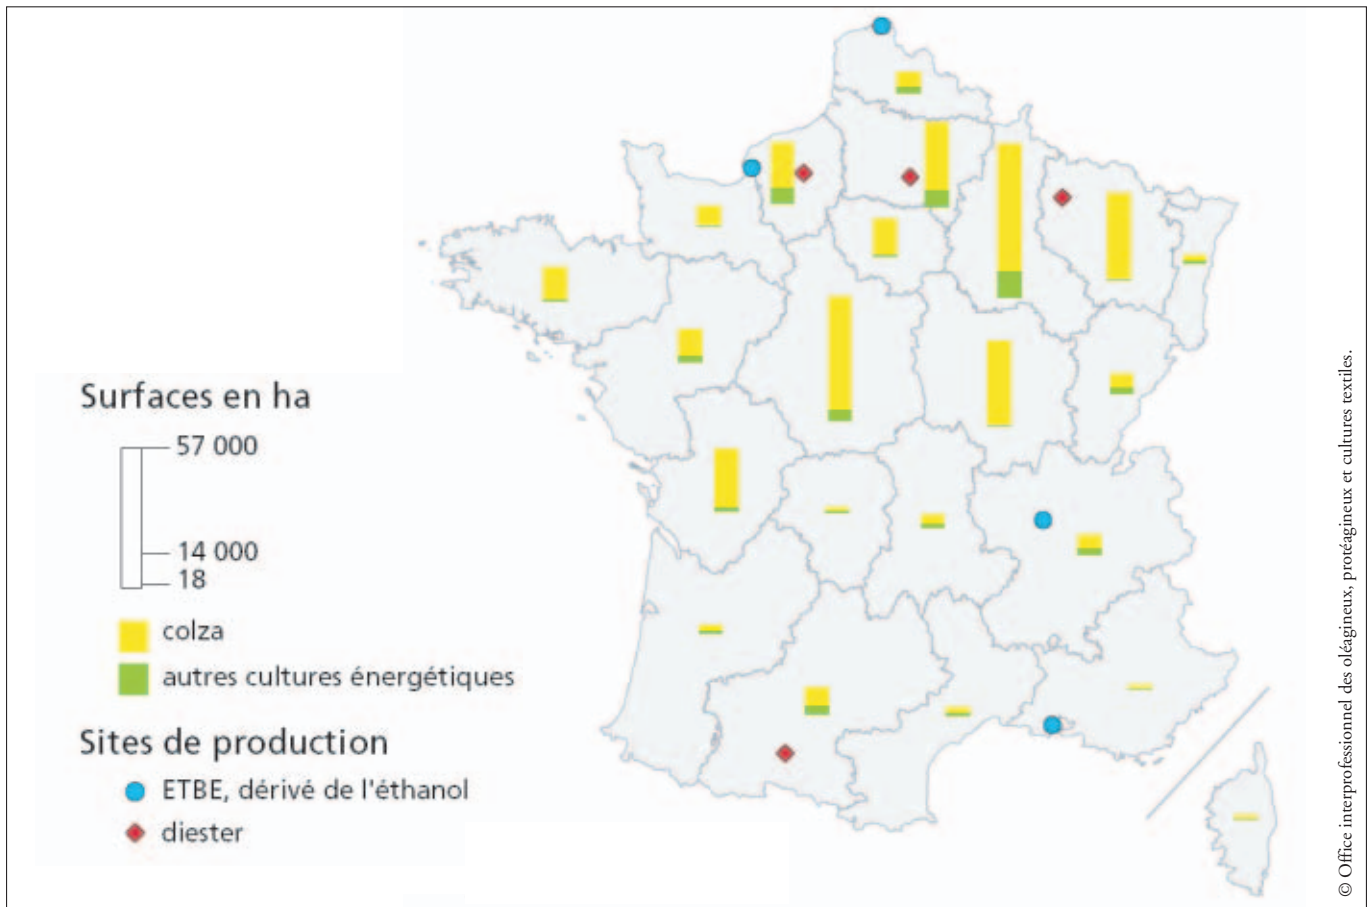 Surfaces en ha
57 000
14 000
18
colza
autres cultures énergétiques
Sites de production
ETBE, dérivé de l'éthanol
diester
© Office interprofessionnel des oléagineux, protéagineux et cultures textiles.